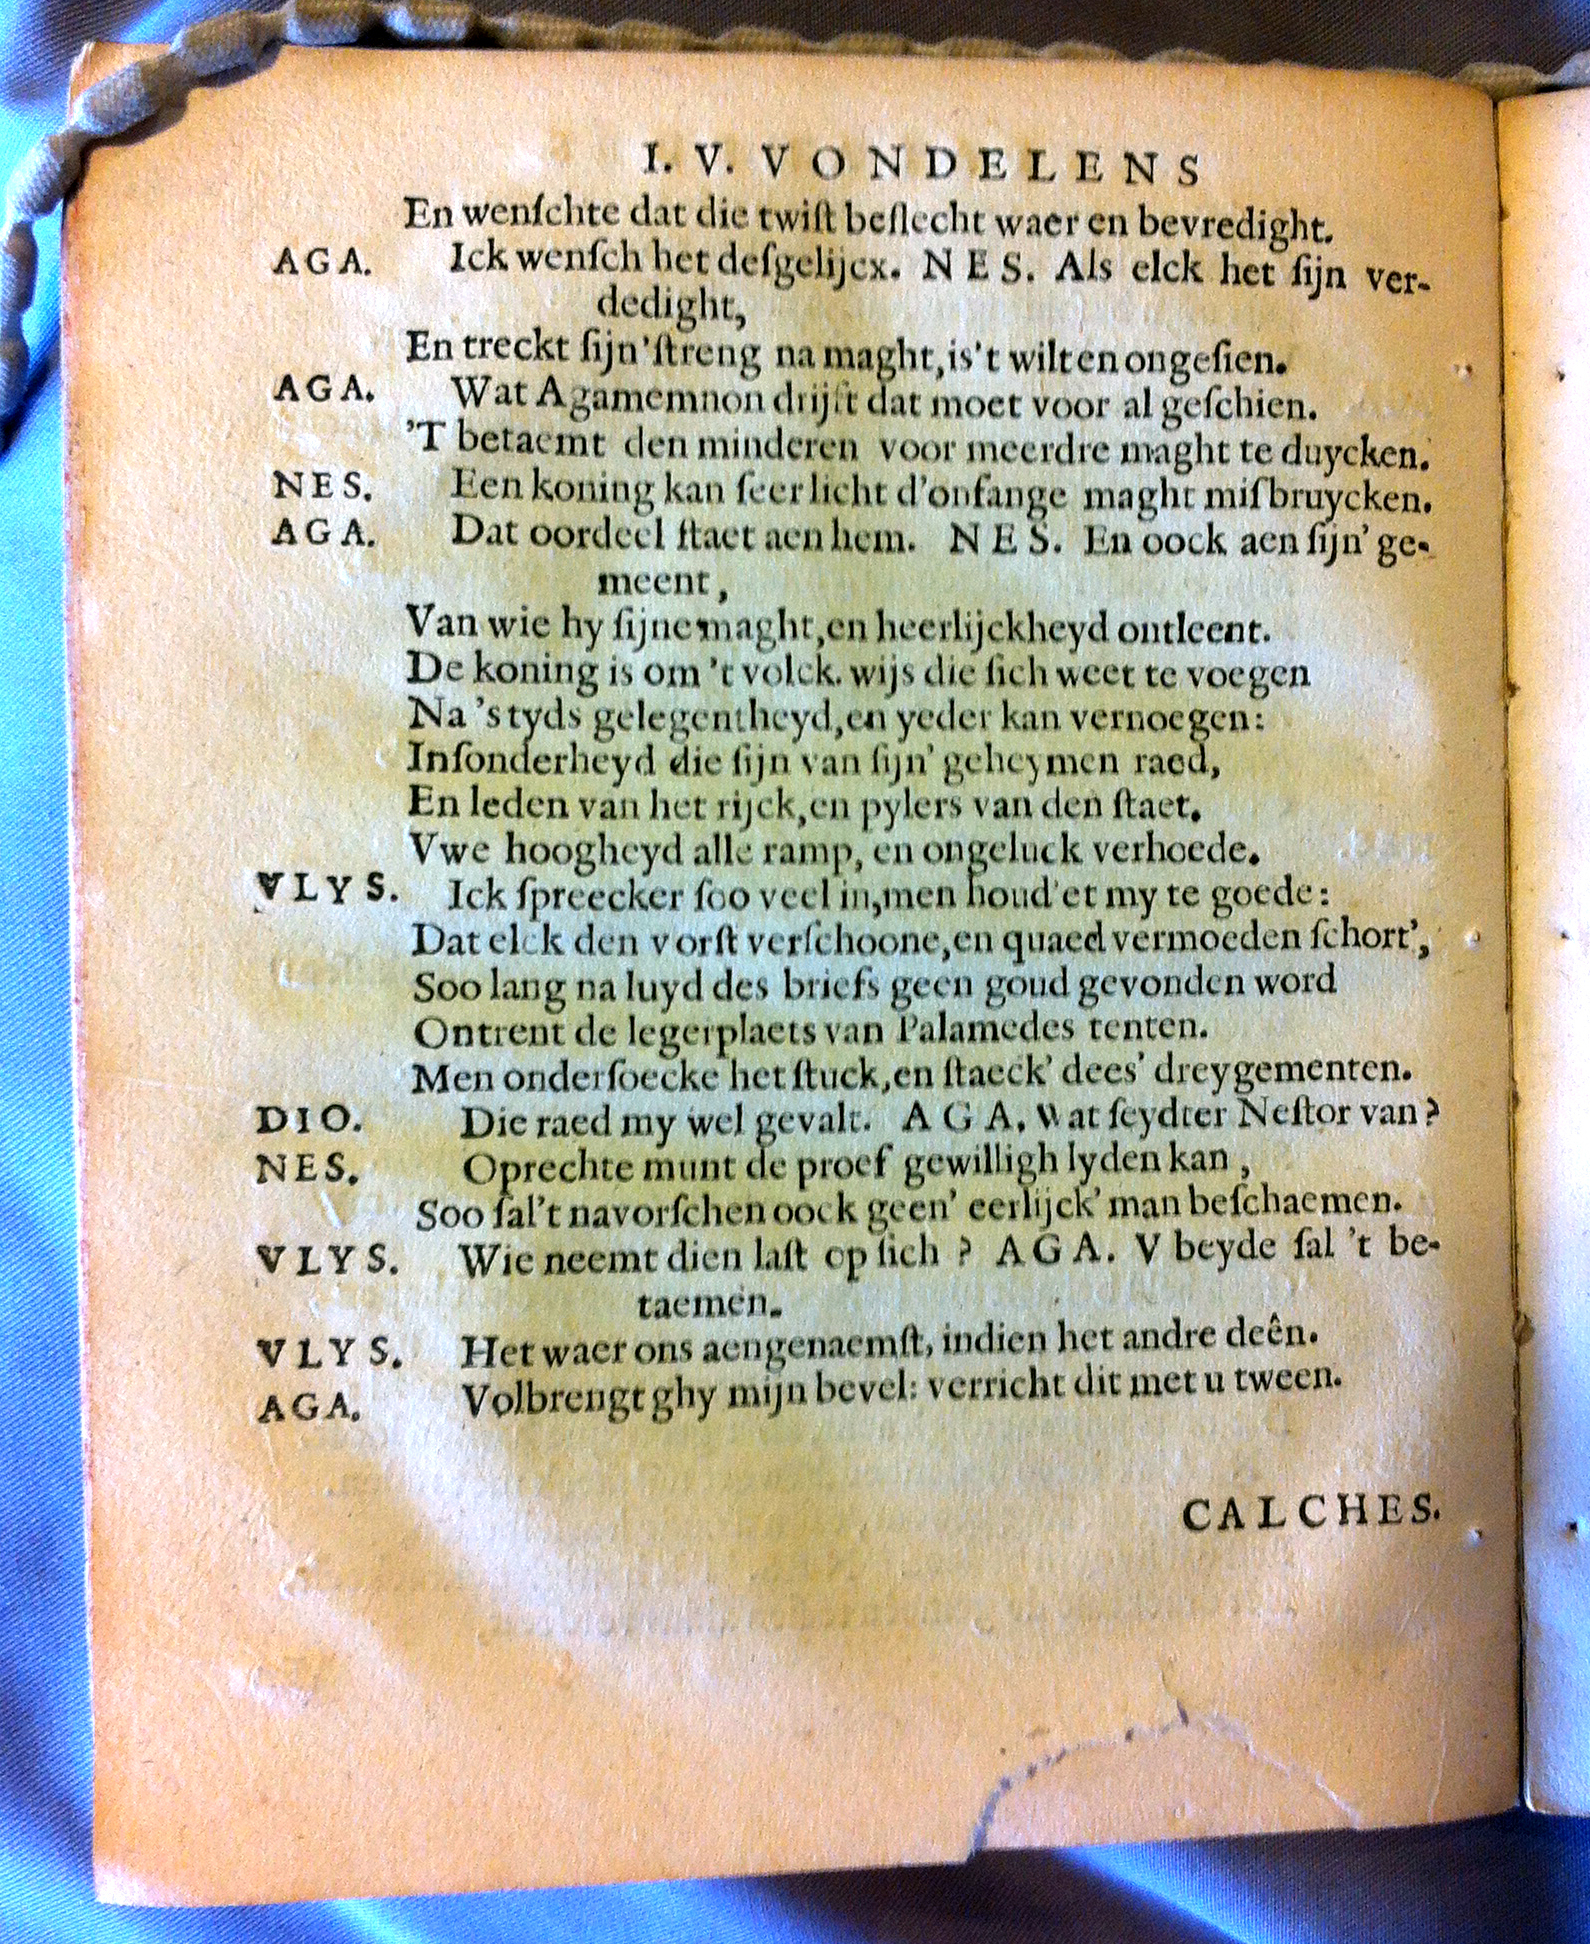 I. V. VONDELENS
En wenſchte dat die twiſt beſlecht waer en bevredight.
AGA. Ick wenſch het deſgelijcx. NES. Als elck het ſijn ver-
dedight,
En treckt ſijn' ſtreng na maght, is't wilt en ongeſien.
AGA. Wat Agamemnon drijft dat moet voor al geſchien.
'T betaemt den minderen voor meerdre maght te duycken.
NES. Een koning kan ſeer licht d'onfange maght miſbruycken.
AGA. Dat oordeel ſtaet aen hem. NES. En oock aen ſijn' ge-
meent,
Van wie hy ſijne maght, en heerlijckheyd ontleent.
De koning is om 't volck. wijs die ſich weet te voegen
Na 's tyds gelegentheyd, en yeder kan vernoegen:
Inſonderheyd die ſijn van ſijn' geheymen raed,
En leden van het rijck, en pylers van den ſtaet.
Vwe hoogheyd alle ramp, en ongeluck verhoede.
VLYS. Ick ſpreecker ſoo veel in, men houd' et my te goede:
Dat elck den vorſt verſchoone, en quaed vermoeden ſchort',
Soo lang na luyd des briefs geen goud gevonden word
Ontrent de legerplaets van Palamedes tenten.
Men onderſoecke het ſtuck, en ſtaeck' dees' dreygementen.
DIO. Die raed my wel gevalt. AGA. Wat ſeydter Neſtor van?
NES. Oprechte munt de proef gewilligh lyden kan,
Soo ſal't navorſchen oock geen' eerlijck' man beſchaemen.
VLYS. Wie neemt dien laſt op ſich? AGA. V beyde ſal 't be-
taemen.
VLYS. Het waer ons aengenaemſt, indien het andre deên.
AGA. Volbrengt ghy mijn bevel: verricht dit met u tween.
CALCHES.